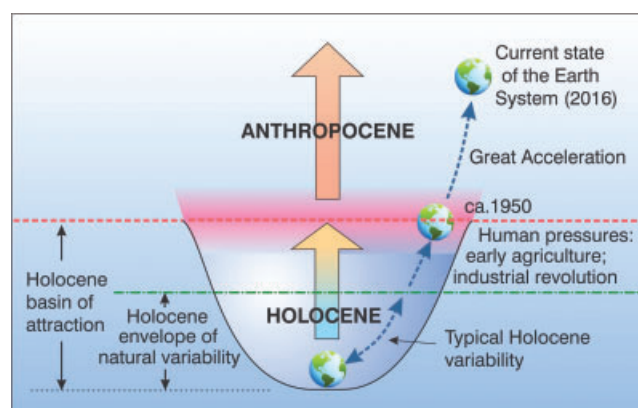 Current state
of the Earth
System (2016)
ANTHROPOCENE
Great Acceleration
ca.1950
Human pressures:
early agriculture;
industrial revolution
Holocene
basin of
attraction
Holocene
envelope of
natural variability
HOLOCENE
Typical Holocene
variability